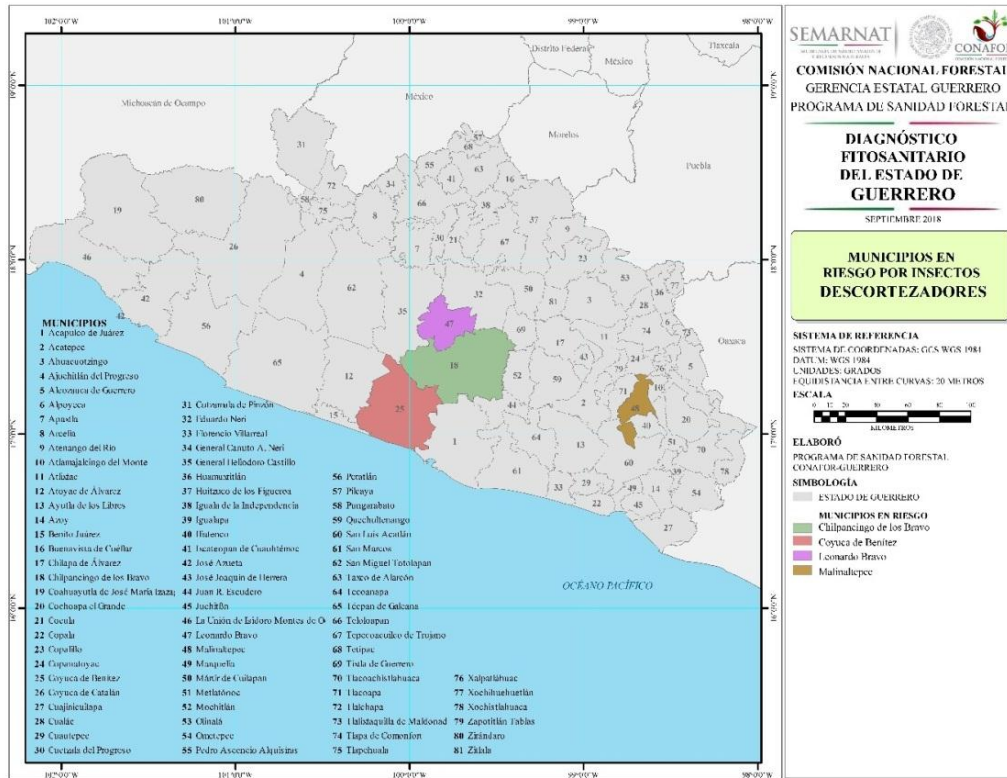 102°0'0"W 101°0'0"W 100°0'0"W 99°0'0"W 98°0'0"W
Michoacán de Ocampo
México
Distrito Federal
México
Tlaxcala
Morelos
Puebla
Oaxaca
OCÉANO PACÍFICO
MUNICIPIOS
1 Acapulco de Juárez
2 Acatepec
3 Ahuacuotzingo
4 Ajuchitlán del Progreso
5 Alcozauca de Guerrero
6 Alpoyeca
7 Apaxtla
8 Arcelia
9 Atenango del Río
10 Atlamajalcingo del Monte
11 Atlixtac
12 Atoyac de Álvarez
13 Ayutla de los Libres
14 Azoyú
15 Benito Juárez
16 Buenavista de Cuéllar
17 Chilapa de Álvarez
18 Chilpancingo de los Bravo
19 Coahuayutla de José María Izaza
20 Cochoapa el Grande
21 Cocula
22 Copala
23 Copalillo
24 Copanatoyac
25 Coyuca de Benítez
26 Coyuca de Catalán
27 Cuajinicuilapa
28 Cualác
29 Cuautepec
30 Cuetzala del Progreso
31 Cutzamala de Pinzón
32 Eduardo Neri
33 Florencio Villarreal
34 General Canuto A. Neri
35 General Heliodoro Castillo
36 Huamuxtitlán
37 Huitzuco de los Figueroa
38 Iguala de la Independencia
39 Igualapa
40 Iliatenco
41 Ixcateopan de Cuauhtémoc
42 José Azueta
43 José Joaquin de Herrera
44 Juan R. Escudero
45 Juchitán
46 La Unión de Isidoro Montes de O
47 Leonardo Bravo
48 Malinaltepec
49 Marquelia
50 Mártir de Cuilapan
51 Metlatónoc
52 Mochitlán
53 Olinalá
54 Ometepec
55 Pedro Ascencio Alquisiras
56 Petatlán
57 Pilcaya
58 Pungarabato
59 Quechultenango
60 San Luis Acatlán
61 San Marcos
62 San Miguel Totolapan
63 Taxco de Alarcón
64 Tecoanapa
65 Técpan de Galeana
66 Teloloapan
67 Tepecoacuilco de Trujano
68 Tetipac
69 Tixtla de Guerrero
70 Tlacoachistlahuaca
71 Tlacoapa
72 Tlalchapa
73 Tlalixtaquilla de Maldonad
74 Tlapa de Comonfort
75 Tlapehuala
76 Xalpatláhuac
77 Xochihuehuetlán
78 Xochistlahuaca
79 Zapotitlán Tablas
80 Zirándaro
81 Zitlala
SEMARNAT
CONAFOR
COMISIÓN NACIONAL FORESTAL
GERENCIA ESTATAL GUERRERO
PROGRAMA DE SANIDAD FORESTAL
DIAGNÓSTICO
FITOSANITARIO
DEL ESTADO DE
GUERRERO
SEPTIEMBRE 2018
MUNICIPIOS EN
RIESGO POR INSECTOS
DESCORTEZADORES
SISTEMA DE REFERENCIA
SISTEMA DE COORDENADAS: GCS WGS 1984
DATUM: WGS 1984
UNIDADES: GRADOS
EQUIDISTANCIA ENTRE CURVAS: 20 METROS
ESCALA
KILOMETROS
ELABORÓ
PROGRAMA DE SANIDAD FORESTAL
CONAFOR-GUERRERO
SIMBOLOGÍA
ESTADO DE GUERRERO
MUNICIPIOS EN RIESGO
Chilpancingo de los Bravo
Coyuca de Benítez
Leonardo Bravo
Malinaltepec